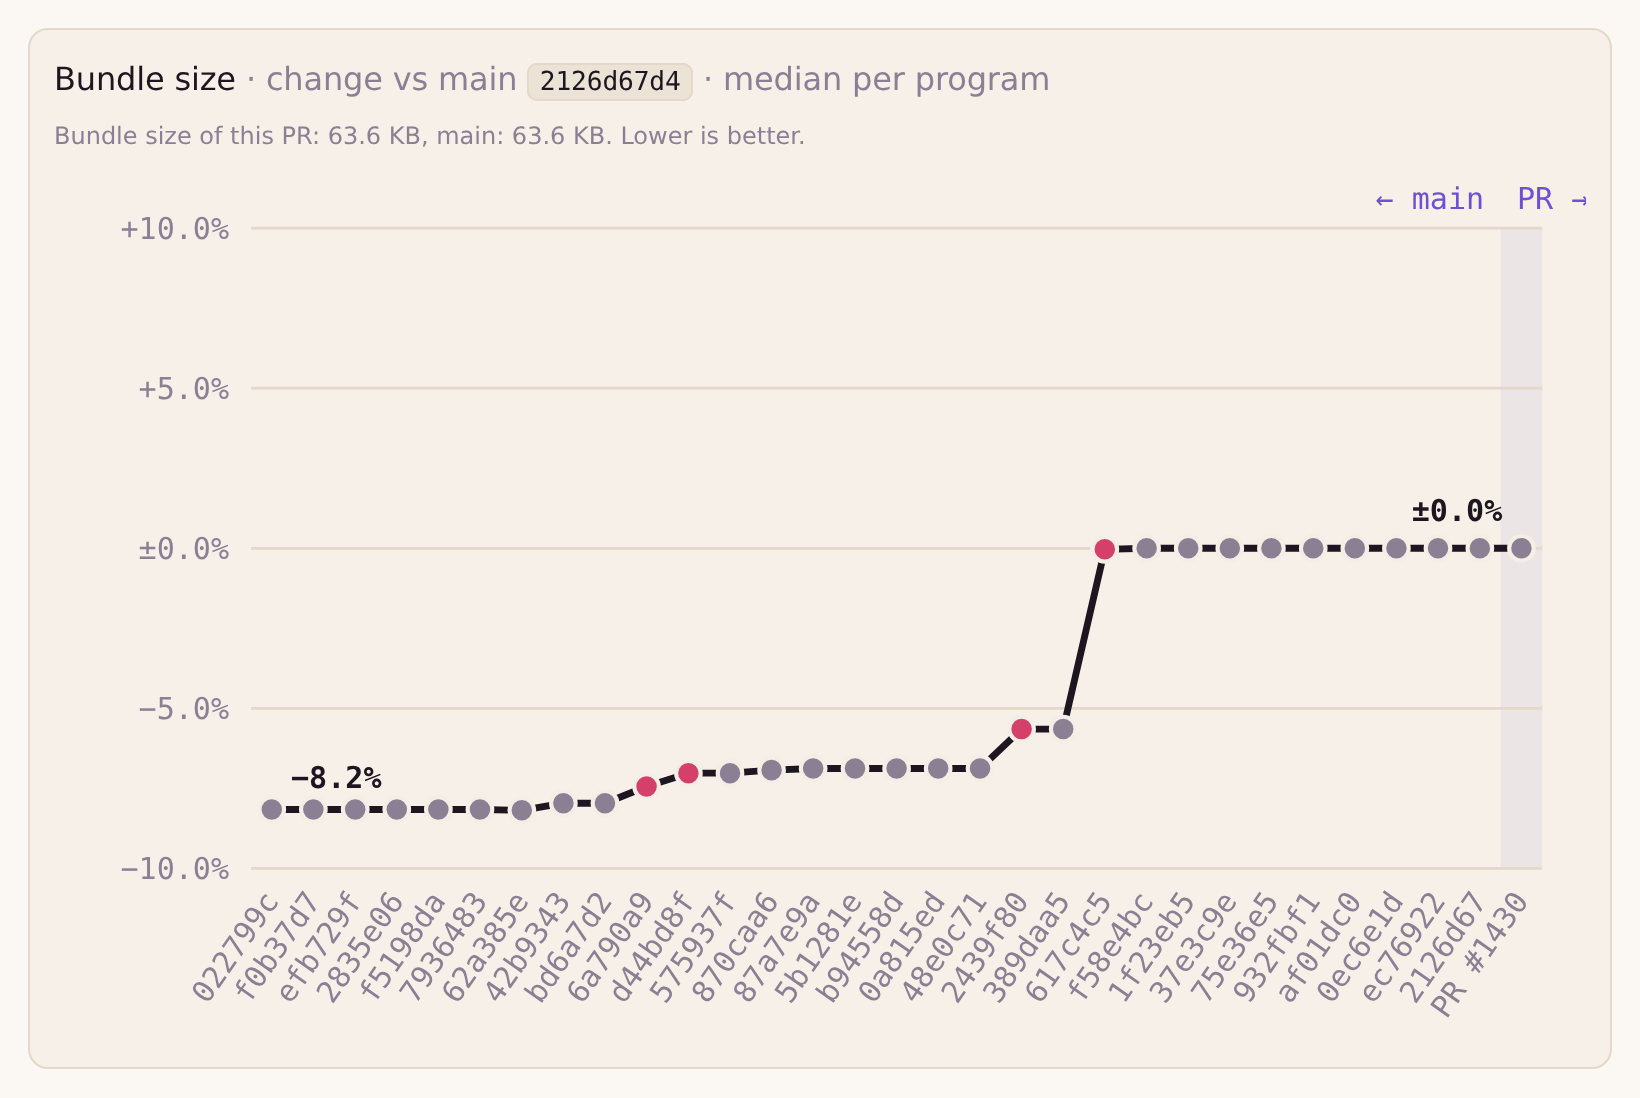 Bundle size · change vs main 2126d67d4 · median per program
Bundle size of this PR: 63.6 KB, main: 63.6 KB. Lower is better.
← main PR →
+10.0%
+5.0%
±0.0%
−5.0%
−10.0%
−8.2%
±0.0%
022799c
f0b37d7
efb729f
2835e06
f5198da
7936483
62a385e
42b9343
bd6a7d2
6a790a9
d44bd8f
575937f
870caa6
87a7e9a
5b1281e
b94558d
0a815ed
48e0c71
2439f80
389daa5
617c4c5
f58e4bc
1f23eb5
37e3c9e
75e36e5
932fbf1
af01dc0
0ec6e1d
ec76922
2126d67
PR #1430